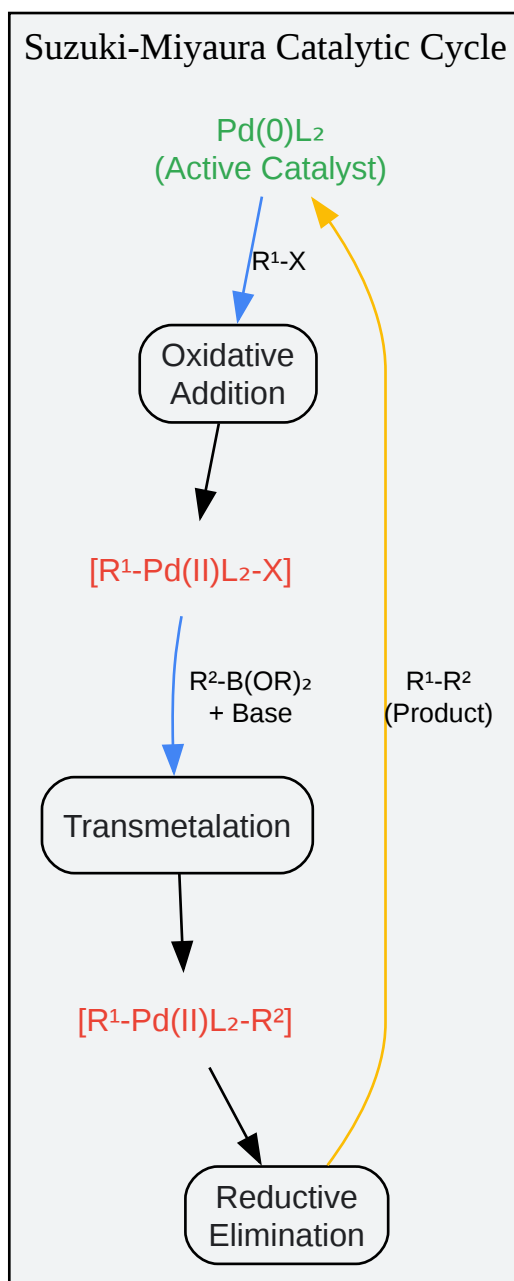 Suzuki-Miyaura Catalytic Cycle
Pd(0)L₂
(Active Catalyst)
R¹-X
Oxidative
Addition
[R¹-Pd(II)L₂-X]
R²-B(OR)₂
+ Base
R¹-R²
(Product)
Transmetalation
[R¹-Pd(II)L₂-R²]
Reductive
Elimination